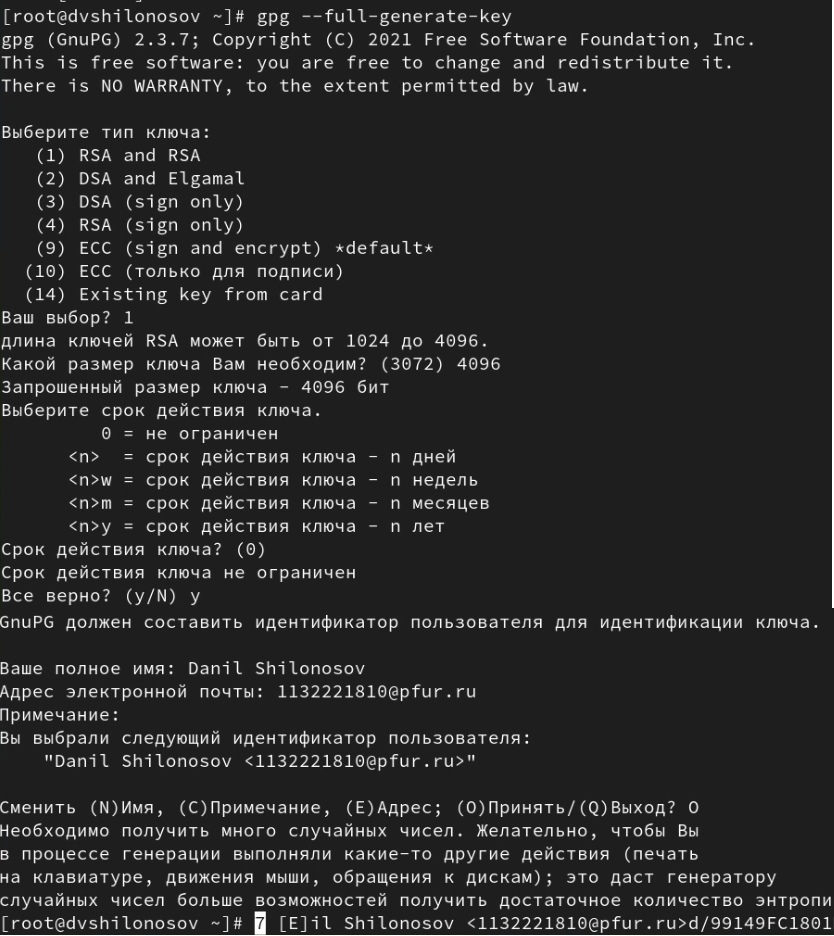 [root@dvshilonosov ~]# gpg --full-generate-key
gpg (GnuPG) 2.3.7; Copyright (C) 2021 Free Software Foundation, Inc.
This is free software: you are free to change and redistribute it.
There is NO WARRANTY, to the extent permitted by law.

Выберите тип ключа:
   (1) RSA and RSA
   (2) DSA and Elgamal
   (3) DSA (sign only)
   (4) RSA (sign only)
   (9) ECC (sign and encrypt) *default*
  (10) ECC (только для подписи)
  (14) Existing key from card
Ваш выбор? 1
длина ключей RSA может быть от 1024 до 4096.
Какой размер ключа Вам необходим? (3072) 4096
Запрошенный размер ключа - 4096 бит
Выберите срок действия ключа.
         0 = не ограничен
      <n>  = срок действия ключа - n дней
      <n>w = срок действия ключа - n недель
      <n>m = срок действия ключа - n месяцев
      <n>y = срок действия ключа - n лет
Срок действия ключа? (0)
Срок действия ключа не ограничен
Все верно? (y/N) y
GnuPG должен составить идентификатор пользователя для идентификации ключа.

Ваше полное имя: Danil Shilonosov
Адрес электронной почты: 1132221810@pfur.ru
Примечание:
Вы выбрали следующий идентификатор пользователя:
    "Danil Shilonosov <1132221810@pfur.ru>"

Сменить (N)Имя, (C)Примечание, (E)Адрес; (O)Принять/(Q)Выход? O
Необходимо получить много случайных чисел. Желательно, чтобы Вы
в процессе генерации выполняли какие-то другие действия (печать
на клавиатуре, движения мыши, обращения к дискам); это даст генератору
случайных чисел больше возможностей получить достаточное количество энтропи
[root@dvshilonosov ~]# 7 [E]il Shilonosov <1132221810@pfur.ru>d/99149FC1801